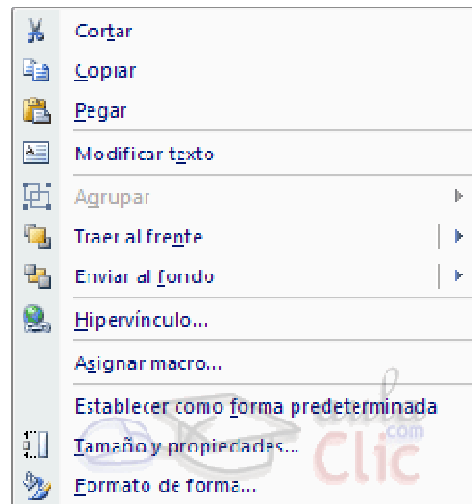 Cortar
Copiar
Pegar
Modificar texto
Agrupar
Traer al frente
Enviar al fondo
Hipervínculo...
Asignar macro...
Establecer como forma predeterminada
Tamaño y propiedades...
Formato de forma...
aula
Clic
.com